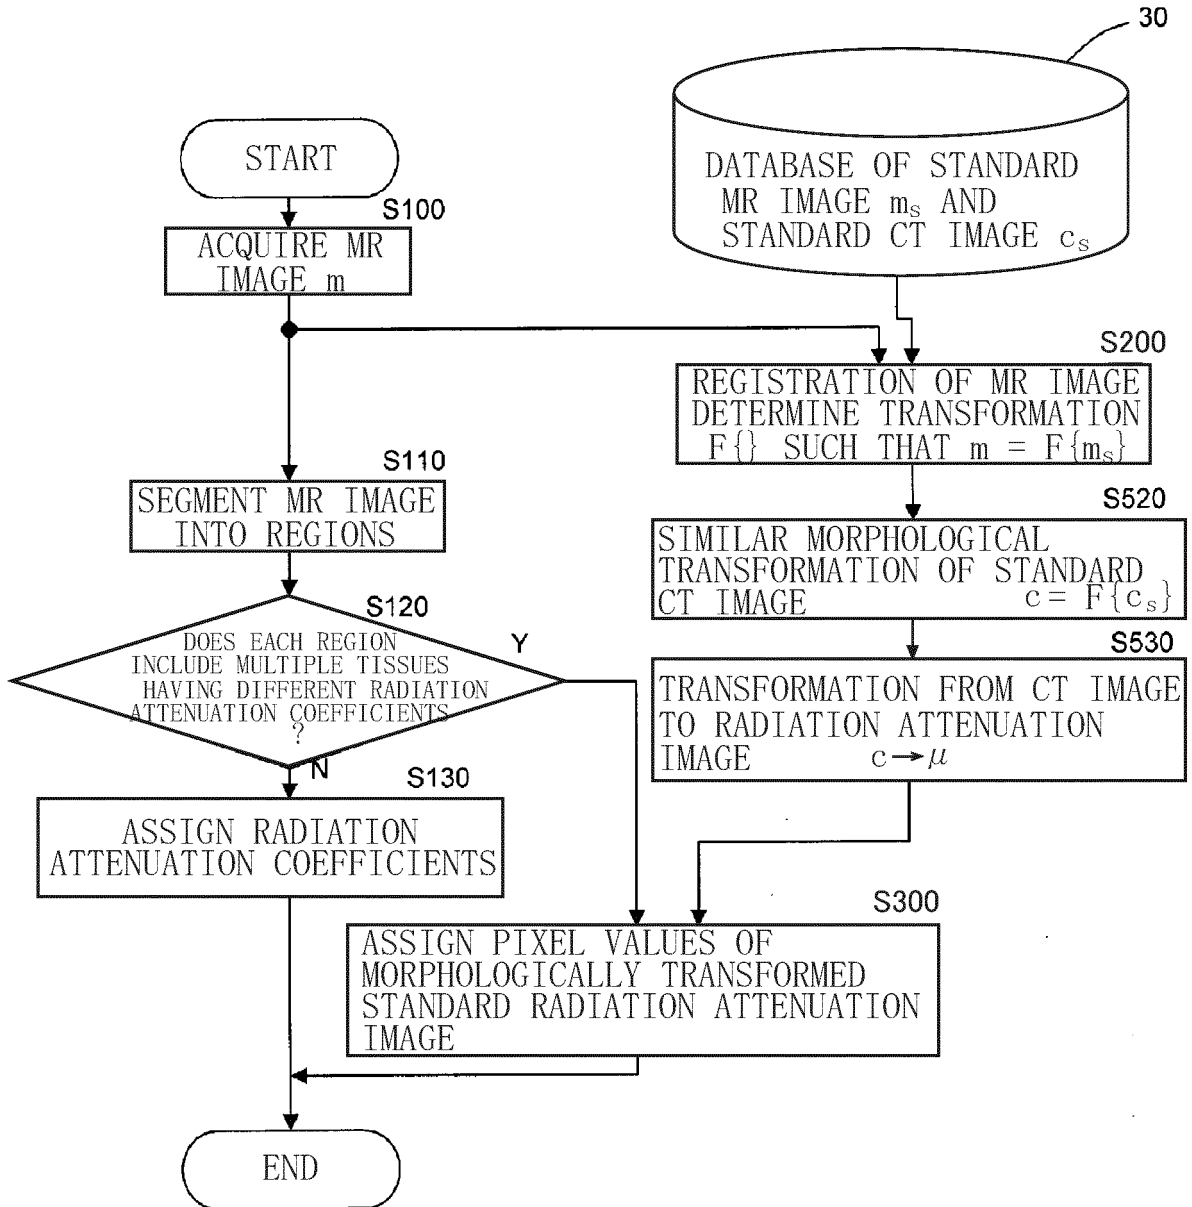 30
START
DATABASE OF STANDARD
MR IMAGE ms AND
STANDARD CT IMAGE cs
S100
ACQUIRE MR
IMAGE m
S200
REGISTRATION OF MR IMAGE
DETERMINE TRANSFORMATION
F{} SUCH THAT m = F{ms}
S110
SEGMENT MR IMAGE
INTO REGIONS
S520
SIMILAR MORPHOLOGICAL
TRANSFORMATION OF STANDARD
CT IMAGE c = F{cs}
S120
DOES EACH REGION
INCLUDE MULTIPLE TISSUES
HAVING DIFFERENT RADIATION
ATTENUATION COEFFICIENTS
?
Y
N
S530
TRANSFORMATION FROM CT IMAGE
TO RADIATION ATTENUATION
IMAGE c→μ
S130
ASSIGN RADIATION
ATTENUATION COEFFICIENTS
S300
ASSIGN PIXEL VALUES OF
MORPHOLOGICALLY TRANSFORMED
STANDARD RADIATION ATTENUATION
IMAGE
END